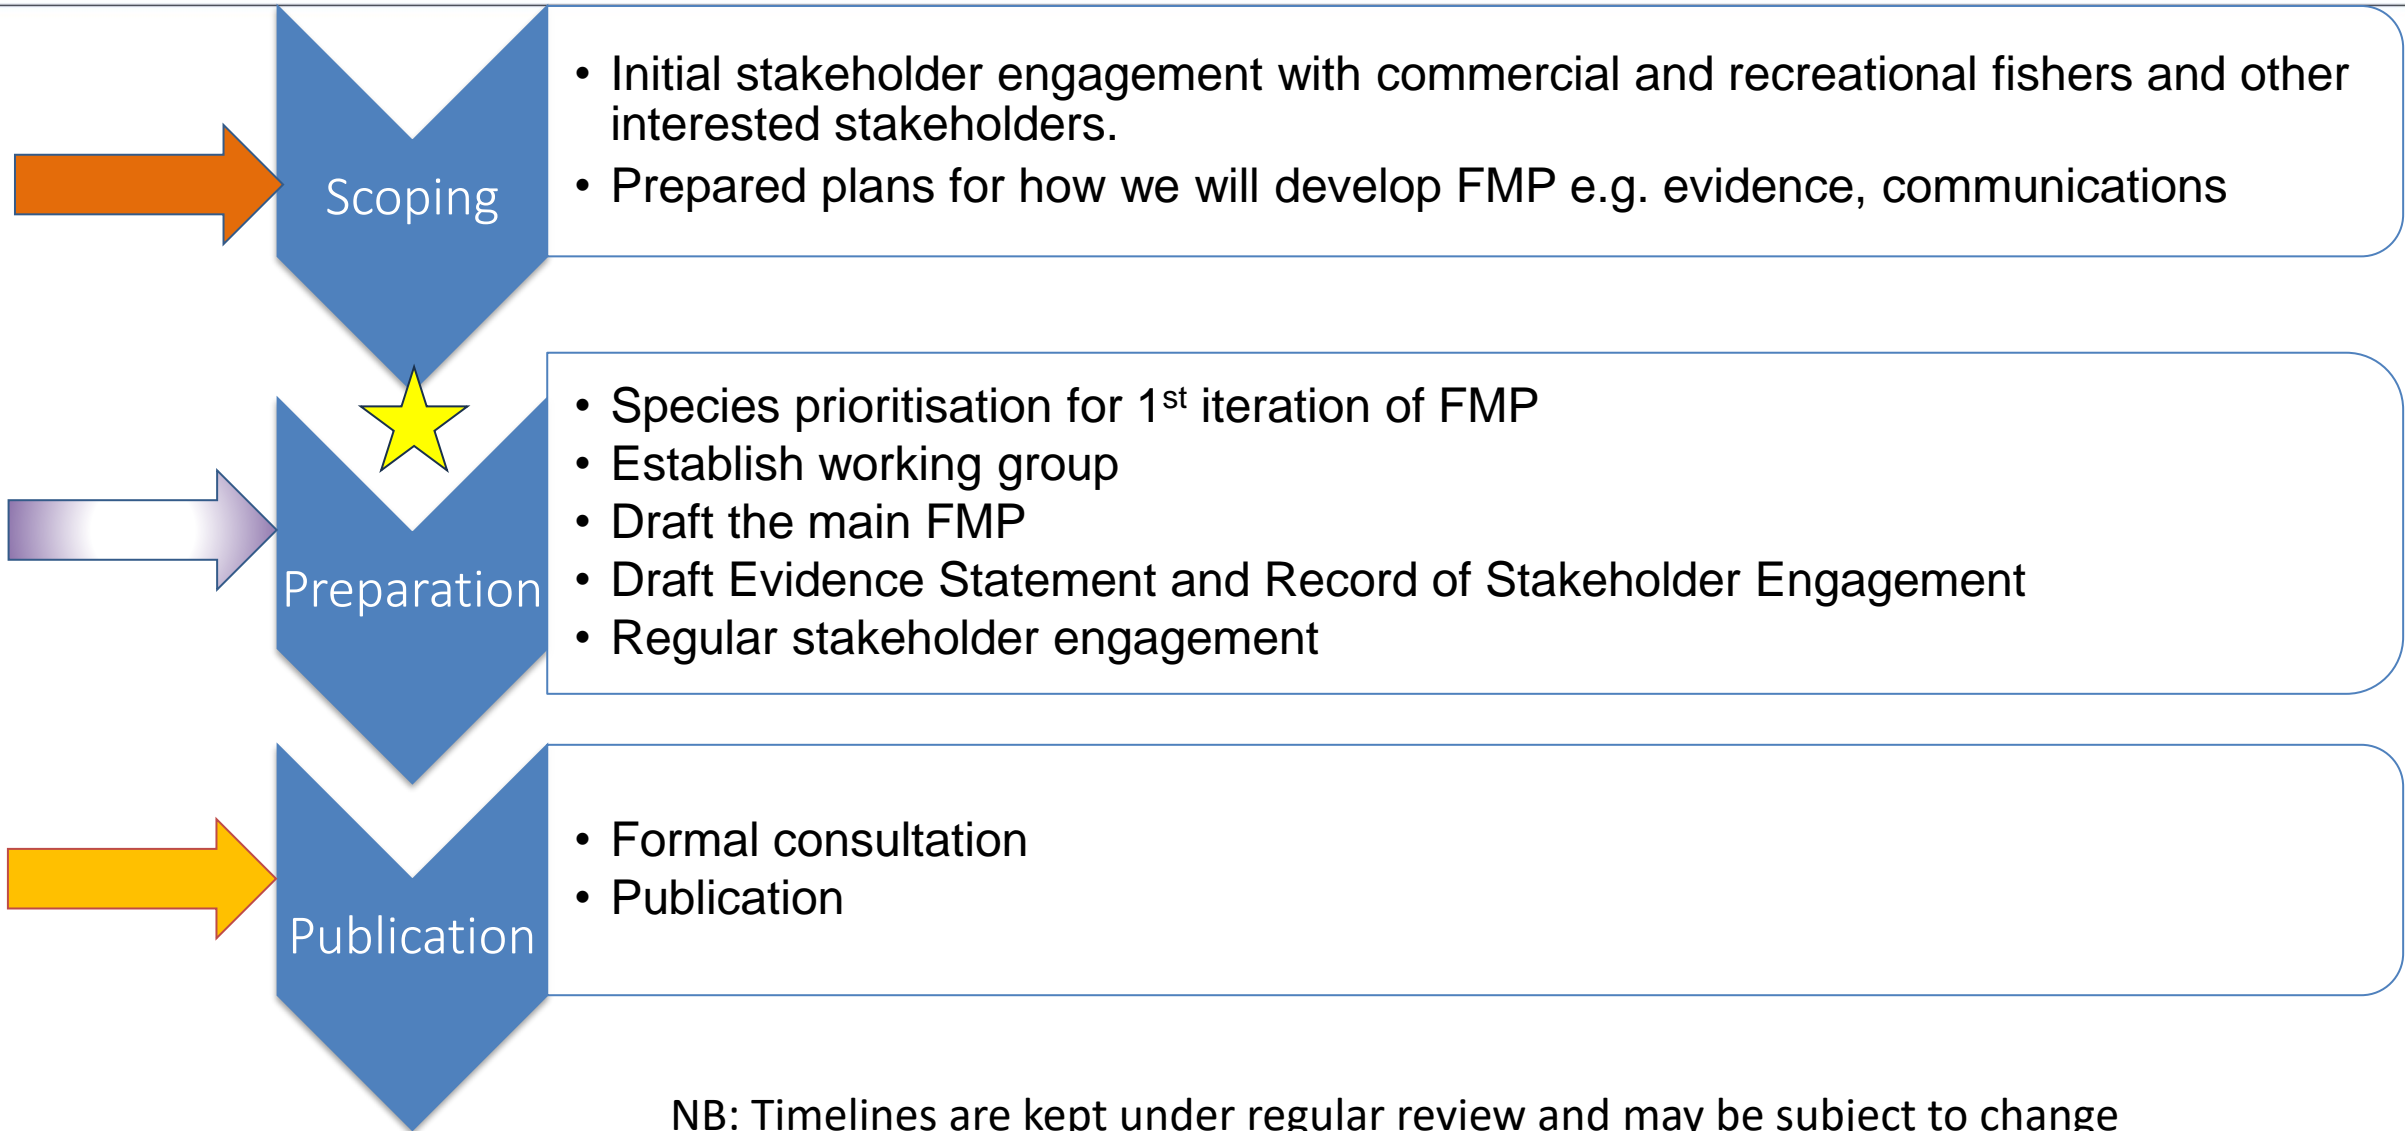 Scoping
• Initial stakeholder engagement with commercial and recreational fishers and other
interested stakeholders.
• Prepared plans for how we will develop FMP e.g. evidence, communications
Preparation
• Species prioritisation for 1st iteration of FMP
• Establish working group
• Draft the main FMP
• Draft Evidence Statement and Record of Stakeholder Engagement
• Regular stakeholder engagement
Publication
• Formal consultation
• Publication
NB: Timelines are kept under regular review and may be subject to change